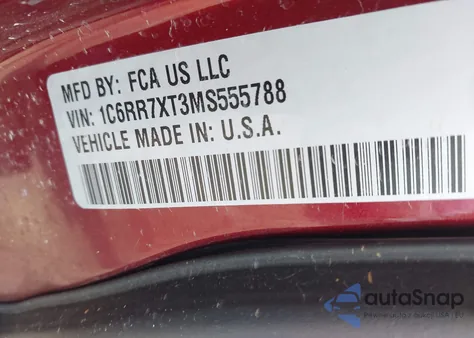 MFD BY: FCA US LLC
VIN: 1C6RR7XT3MS555788
VEHICLE MADE IN: U.S.A.
autoSnap